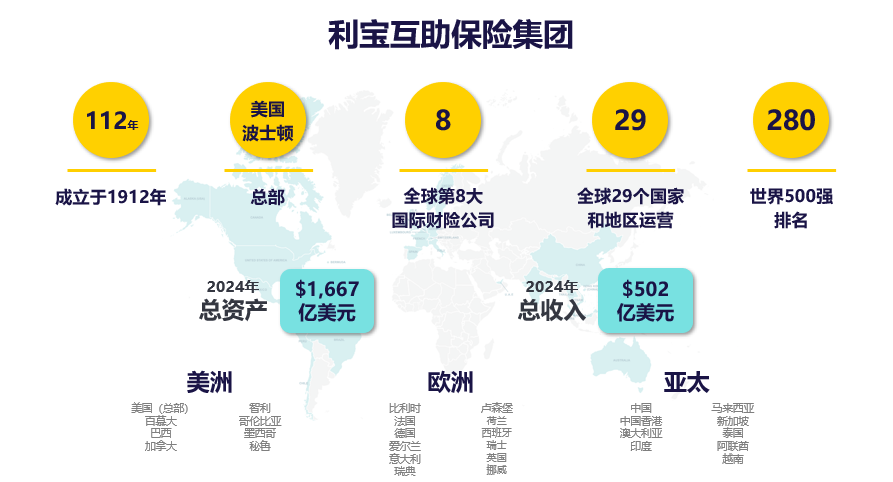 利宝互助保险集团
112年
成立于1912年
美国
波士顿
总部
8
全球第8大
国际财险公司
29
全球29个国家
和地区运营
280
世界500强
排名
2024年
总资产
$1,667
亿美元
2024年
总收入
$502
亿美元
美洲
美国（总部）
百慕大
巴西
加拿大
智利
哥伦比亚
墨西哥
秘鲁
欧洲
比利时
法国
德国
爱尔兰
意大利
瑞典
卢森堡
荷兰
西班牙
瑞士
英国
挪威
亚太
中国
中国香港
澳大利亚
印度
马来西亚
新加坡
泰国
阿联酋
越南